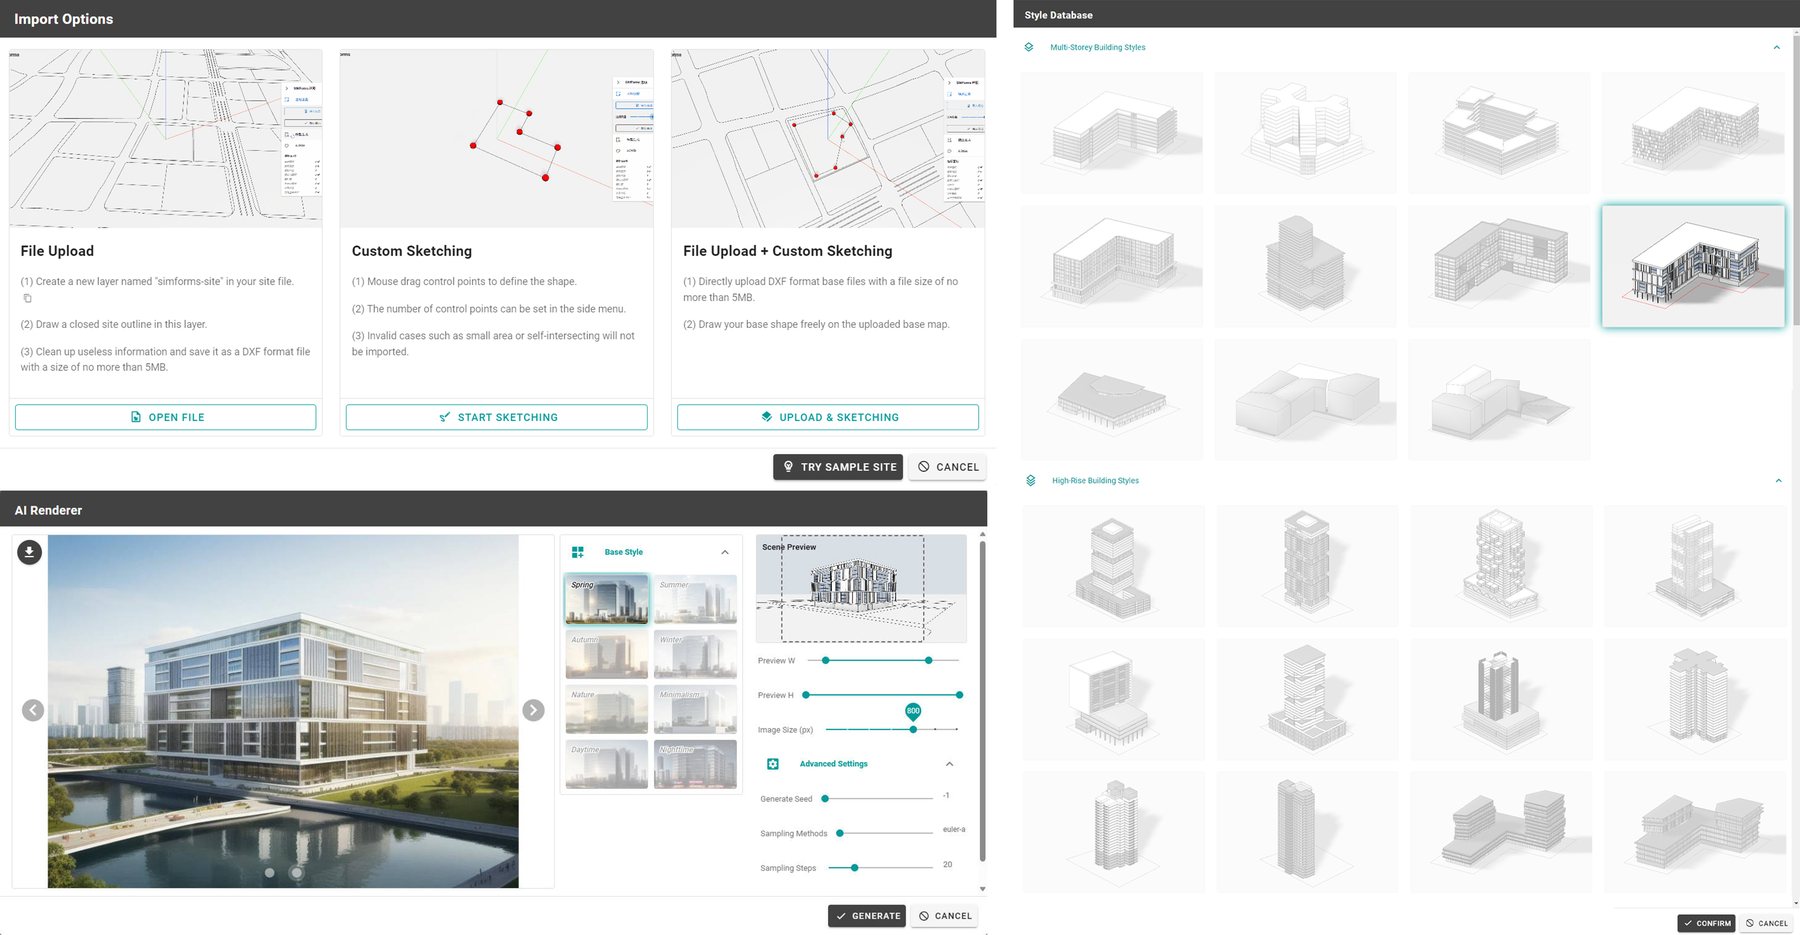 Import Options
File Upload
(1) Create a new layer named "simforms-site" in your site file.
(2) Draw a closed site outline in this layer.
(3) Clean up useless information and save it as a DXF format file
with a size of no more than 5MB.
OPEN FILE
Custom Sketching
(1) Mouse drag control points to define the shape.
(2) The number of control points can be set in the side menu.
(3) Invalid cases such as small area or self-intersecting will not
be imported.
START SKETCHING
File Upload + Custom Sketching
(1) Directly upload DXF format base files with a file size of no
more than 5MB.
(2) Draw your base shape freely on the uploaded base map.
UPLOAD & SKETCHING
TRY SAMPLE SITE
CANCEL
AI Renderer
Base Style
Spring
Summer
Autumn
Winter
Nature
Minimalism
Daytime
Nighttime
Scene Preview
Preview W
Preview H
800
Image Size (px)
Advanced Settings
Generate Seed
-1
Sampling Methods
euler-a
Sampling Steps
20
GENERATE
CANCEL
Style Database
Multi-Storey Building Styles
High-Rise Building Styles
CONFIRM
CANCEL